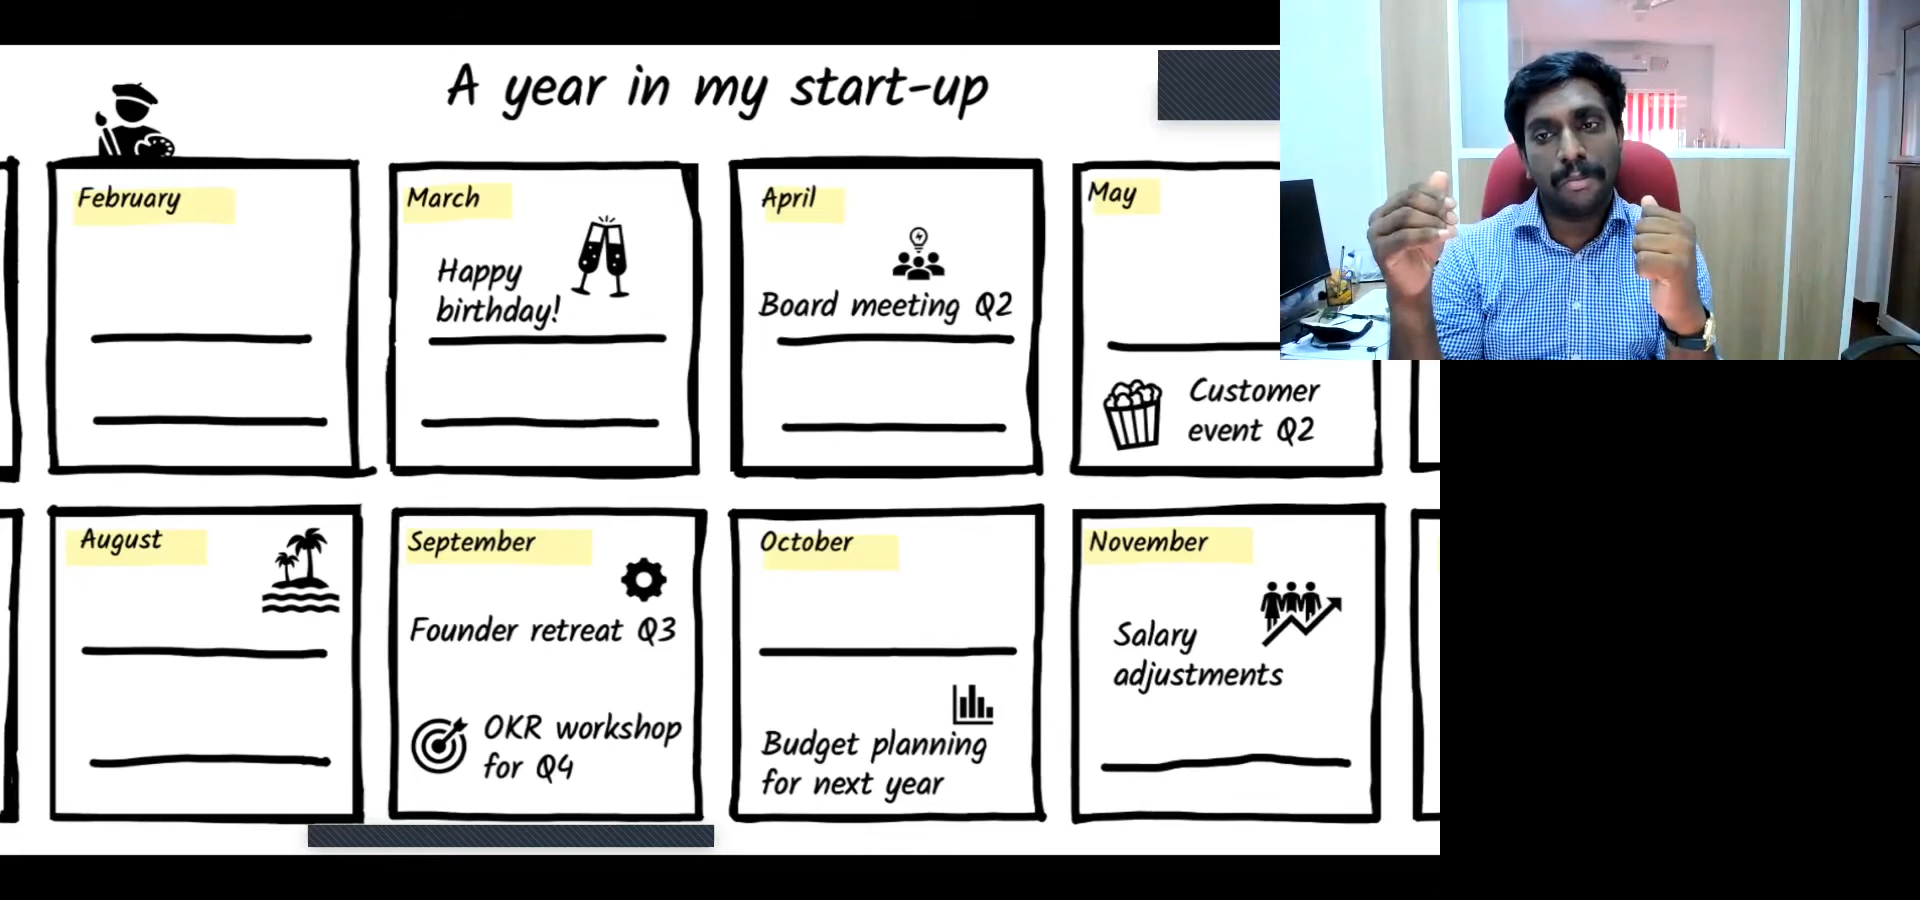 A year in my start-up
February
March
Happy
birthday!
April
Board meeting Q2
May
Customer
event Q2
August
September
Founder retreat Q3
OKR workshop
for Q4
October
Budget planning
for next year
November
Salary
adjustments